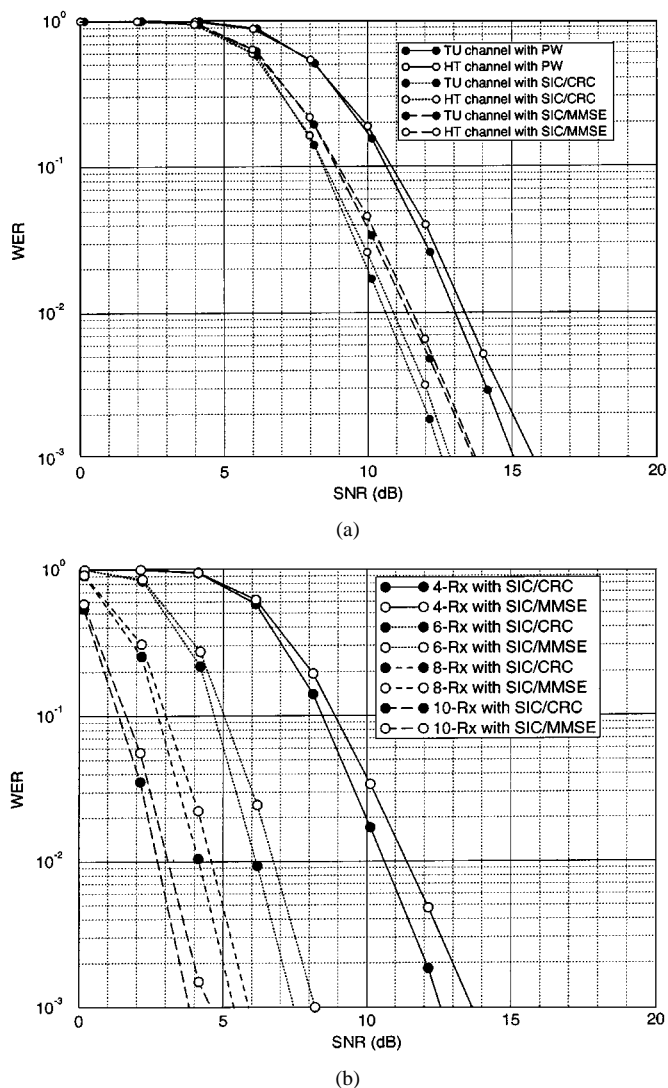 10^0
10^-1
10^-2
10^-3
WER
0
5
10
15
20
SNR (dB)
TU channel with PW
HT channel with PW
TU channel with SIC/CRC
HT channel with SIC/CRC
TU channel with SIC/MMSE
HT channel with SIC/MMSE
(a)
10^0
10^-1
10^-2
10^-3
WER
0
5
10
15
20
SNR (dB)
4-Rx with SIC/CRC
4-Rx with SIC/MMSE
6-Rx with SIC/CRC
6-Rx with SIC/MMSE
8-Rx with SIC/CRC
8-Rx with SIC/MMSE
10-Rx with SIC/CRC
10-Rx with SIC/MMSE
(b)